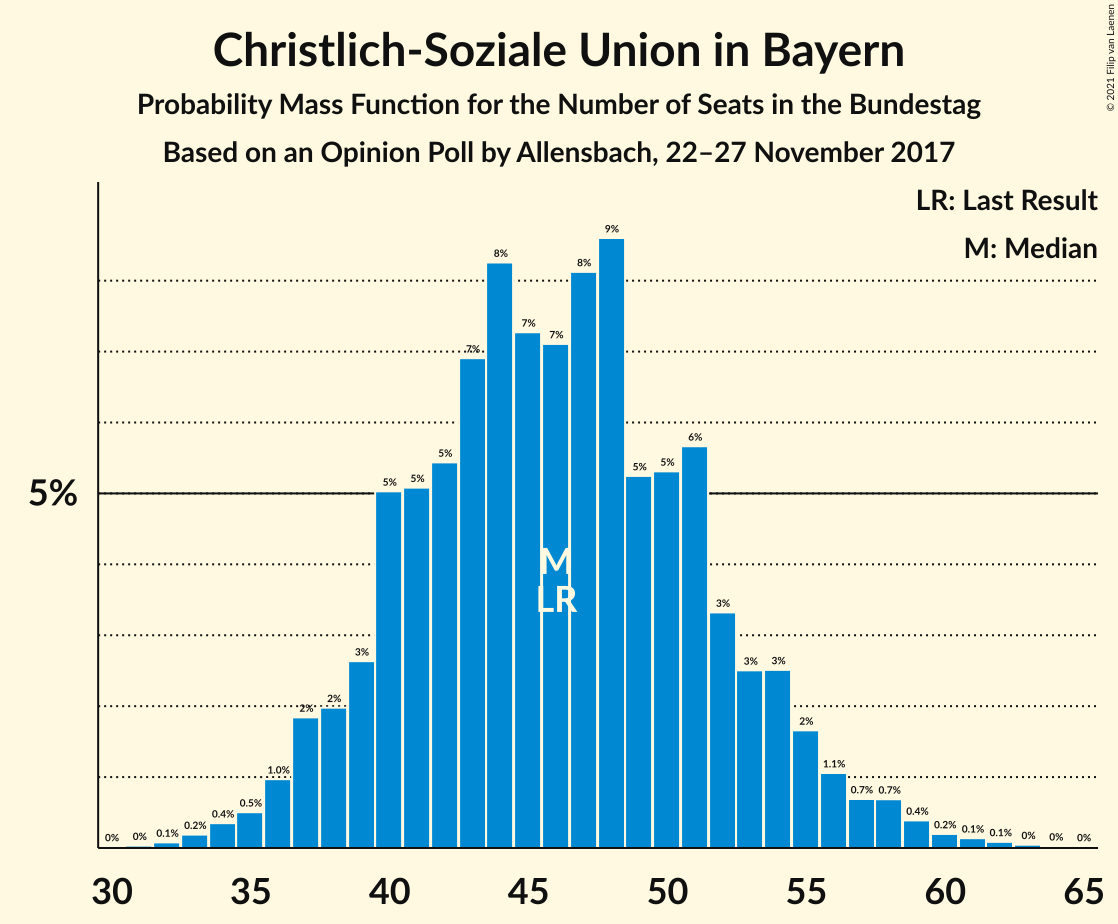 Christlich-Soziale Union in Bayern
Probability Mass Function for the Number of Seats in the Bundestag
Based on an Opinion Poll by Allensbach, 22–27 November 2017
© 2021 Filip van Laenen
LR: Last Result
M: Median
5%
0% 0% 0.1% 0.2% 0.4% 0.5% 1.0% 2% 2% 3% 5% 5% 5% 7% 8% 7% 7% 8% 9% 5% 5% 6% 3% 3% 3% 2% 1.1% 0.7% 0.7% 0.4% 0.2% 0.1% 0.1% 0% 0% 0%
M
LR
30 35 40 45 50 55 60 65